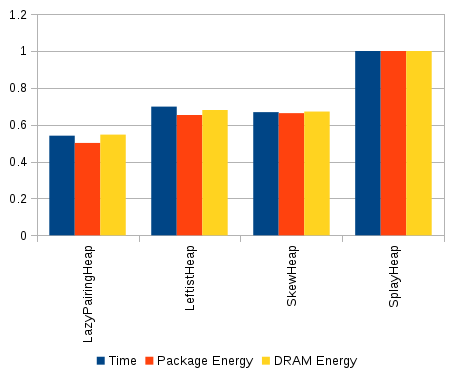 1.2
1
0.8
0.6
0.4
0.2
0
LazyPairingHeap
LeftistHeap
SkewHeap
SplayHeap
Time
Package Energy
DRAM Energy